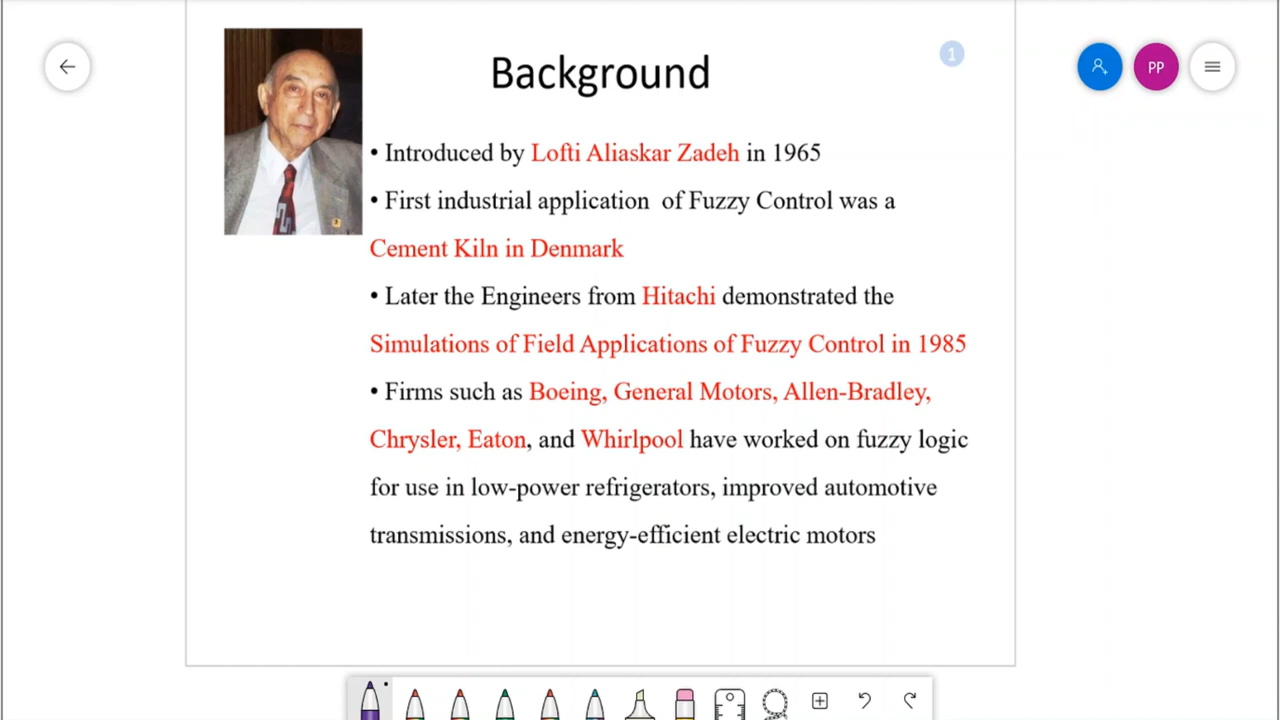 Background
1
PP
• Introduced by Lofti Aliaskar Zadeh in 1965
• First industrial application  of Fuzzy Control was a
Cement Kiln in Denmark
• Later the Engineers from Hitachi demonstrated the
Simulations of Field Applications of Fuzzy Control in 1985
• Firms such as Boeing, General Motors, Allen-Bradley,
Chrysler, Eaton, and Whirlpool have worked on fuzzy logic
for use in low-power refrigerators, improved automotive
transmissions, and energy-efficient electric motors